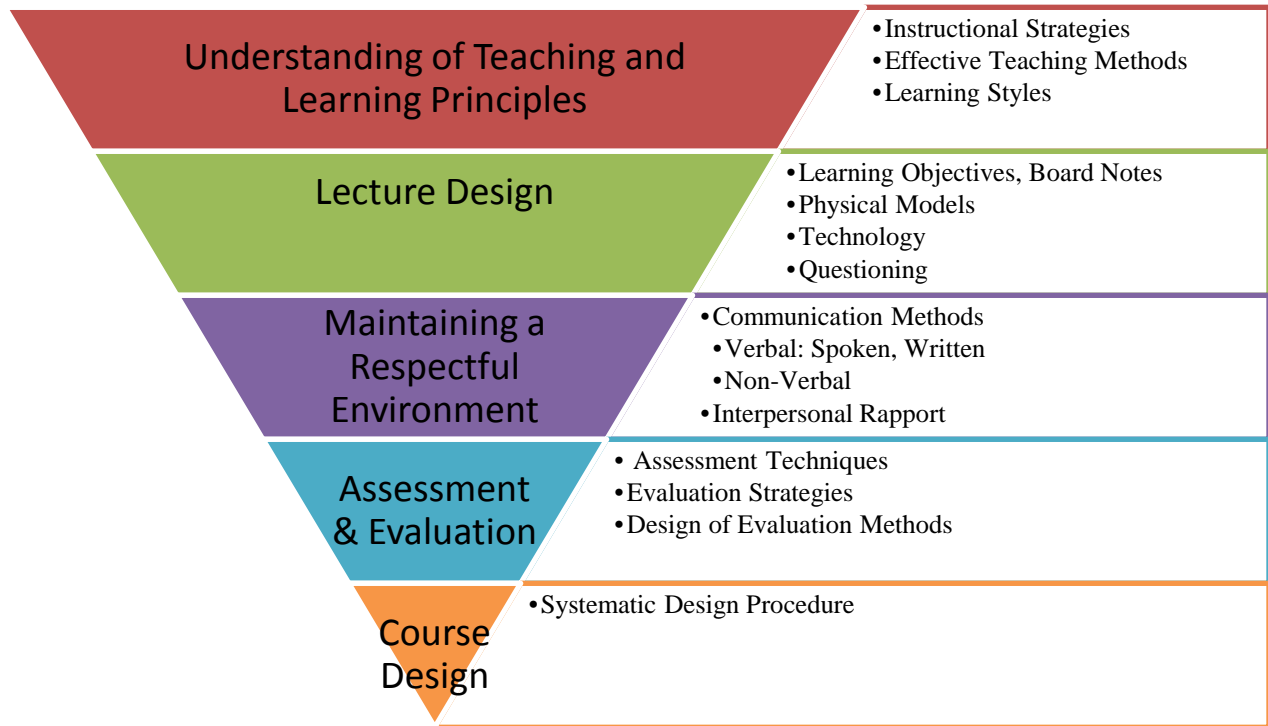 Understanding of Teaching and
Learning Principles
•Instructional Strategies
•Effective Teaching Methods
•Learning Styles
Lecture Design
•Learning Objectives, Board Notes
•Physical Models
•Technology
•Questioning
Maintaining a
Respectful
Environment
•Communication Methods
•Verbal: Spoken, Written
•Non-Verbal
•Interpersonal Rapport
Assessment
& Evaluation
• Assessment Techniques
•Evaluation Strategies
•Design of Evaluation Methods
Course
Design
•Systematic Design Procedure